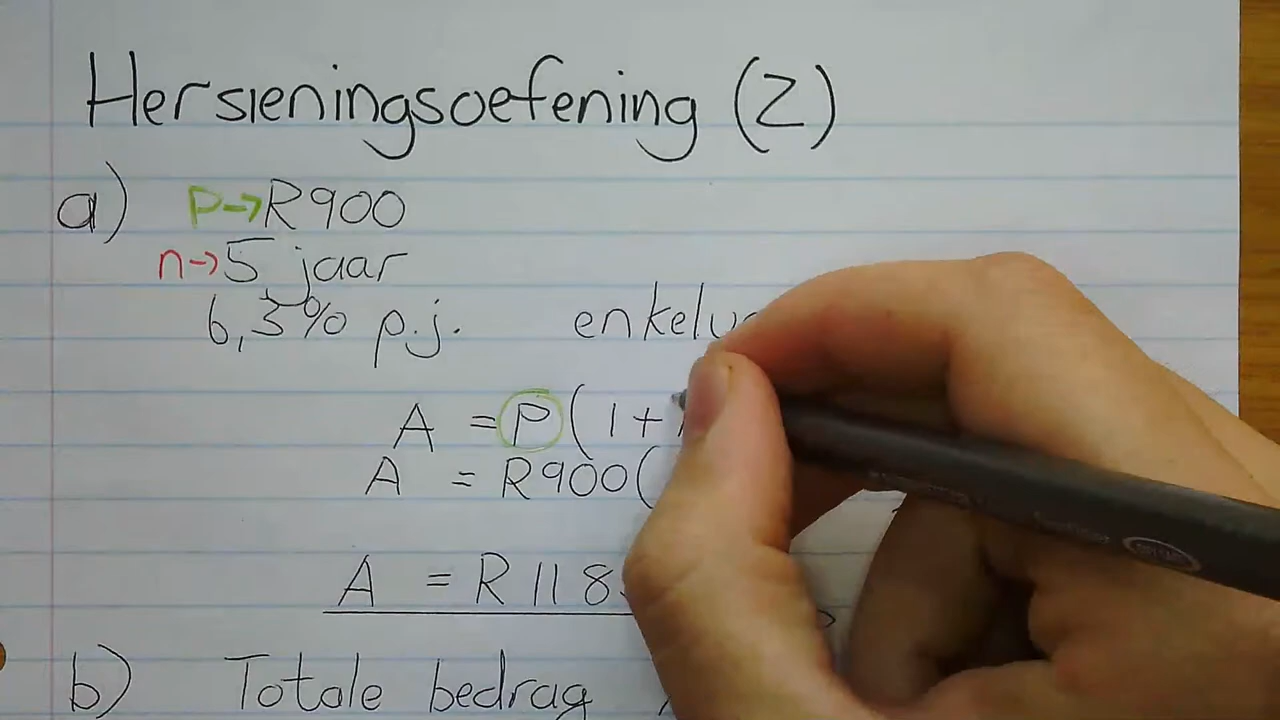 Hersieningsoefening (2)
a) P→R900
n→5 jaar
6,3% p.j. enkelv
A = P(1+
A = R900(
A = R118
b) Totale bedrag